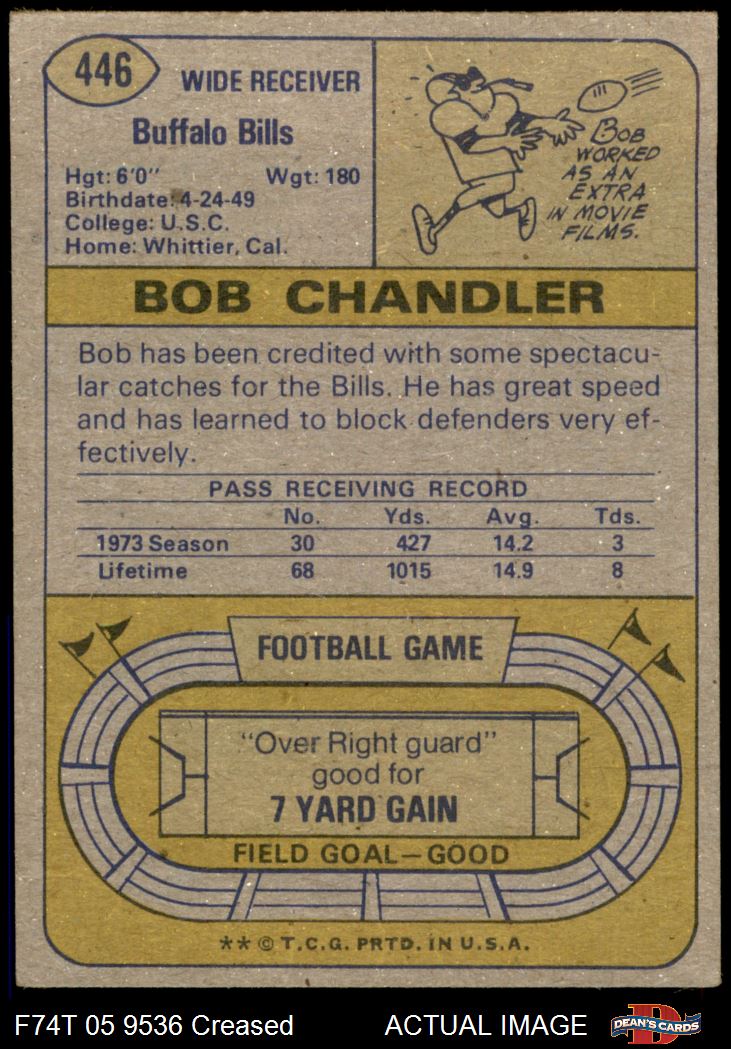 446
WIDE RECEIVER
Buffalo Bills
Hgt: 6'0" Wgt: 180
Birthdate: 4-24-49
College: U.S.C.
Home: Whittier, Cal.
BOB
WORKED
AS AN
EXTRA
IN MOVIE
FILMS.
BOB CHANDLER
Bob has been credited with some spectacu-
lar catches for the Bills. He has great speed
and has learned to block defenders very ef-
fectively.
PASS RECEIVING RECORD
No. Yds. Avg. Tds.
1973 Season 30 427 14.2 3
Lifetime 68 1015 14.9 8
FOOTBALL GAME
"Over Right guard"
good for
7 YARD GAIN
FIELD GOAL—GOOD
** © T.C.G. PRTD. IN U.S.A.
F74T 05 9536 Creased ACTUAL IMAGE
DEAN'S CARDS